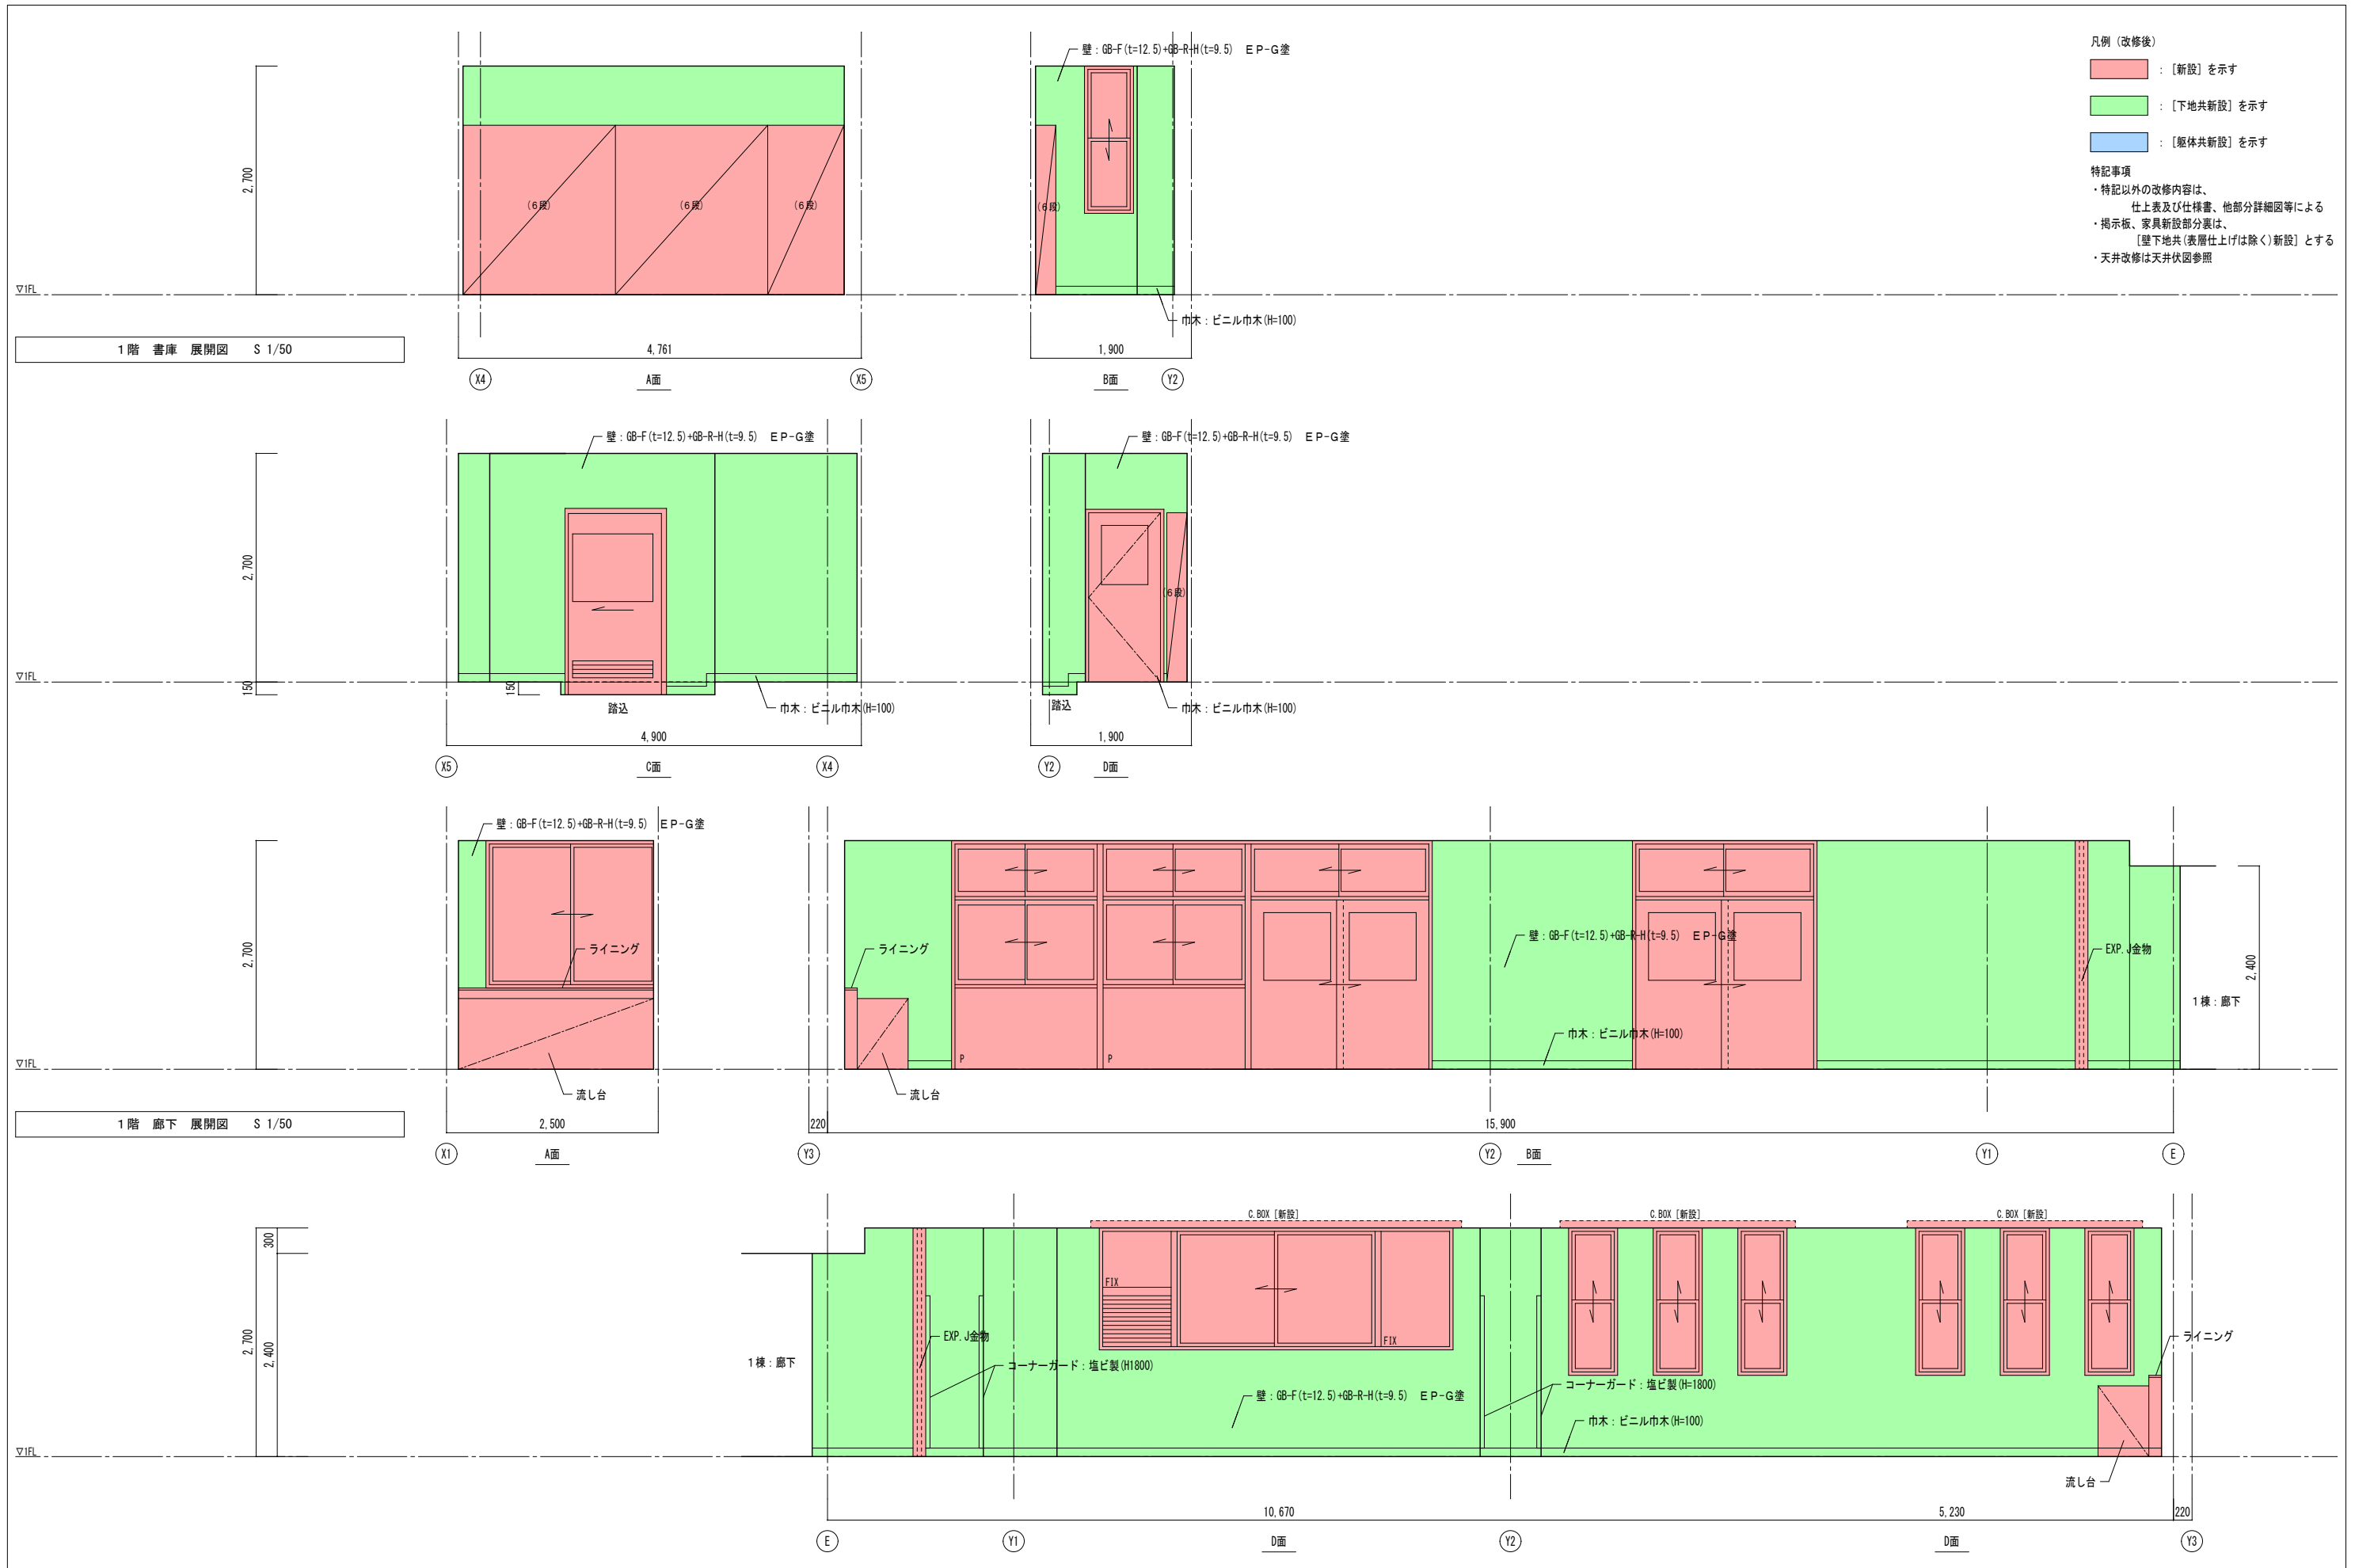 凡例（改修後）
：［新設］を示す
：［下地共新設］を示す
：［躯体共新設］を示す
特記事項
・特記以外の改修内容は、
仕上表及び仕様書、他部分詳細図等による
・掲示板、家具新設部分裏は、
［壁下地共(表層仕上げは除く)新設］とする
・天井改修は天井伏図参照
壁：GB-F(t=12.5)+GB-R-H(t=9.5)　ＥＰ-Ｇ塗
2,700
(６段)
(６段)
(６段)
(６段)
▽1FL
巾木：ビニル巾木(H=100)
１階　書庫　展開図　　S 1/50
4,761
1,900
X4
A面
X5
B面
Y2
壁：GB-F(t=12.5)+GB-R-H(t=9.5)　ＥＰ-Ｇ塗
壁：GB-F(t=12.5)+GB-R-H(t=9.5)　ＥＰ-Ｇ塗
2,700
(６段)
▽1FL
150
150
踏込
巾木：ビニル巾木(H=100)
踏込
巾木：ビニル巾木(H=100)
4,900
1,900
X5
C面
X4
Y2
D面
壁：GB-F(t=12.5)+GB-R-H(t=9.5)　ＥＰ-Ｇ塗
2,700
ライニング
ライニング
壁：GB-F(t=12.5)+GB-R-H(t=9.5)　ＥＰ-Ｇ塗
EXP.J金物
2,400
１棟：廊下
巾木：ビニル巾木(H=100)
P
P
▽1FL
流し台
流し台
１階　廊下　展開図　　S 1/50
2,500
220
15,900
X1
A面
Y3
Y2
B面
Y1
E
C.BOX［新設］
C.BOX［新設］
C.BOX［新設］
300
2,700
2,400
FIX
FIX
EXP.J金物
ライニング
１棟：廊下
コーナーガード：塩ビ製(H1800)
壁：GB-F(t=12.5)+GB-R-H(t=9.5)　ＥＰ-Ｇ塗
コーナーガード：塩ビ製(H=1800)
巾木：ビニル巾木(H=100)
▽1FL
流し台
10,670
5,230
220
E
Y1
D面
Y2
D面
Y3